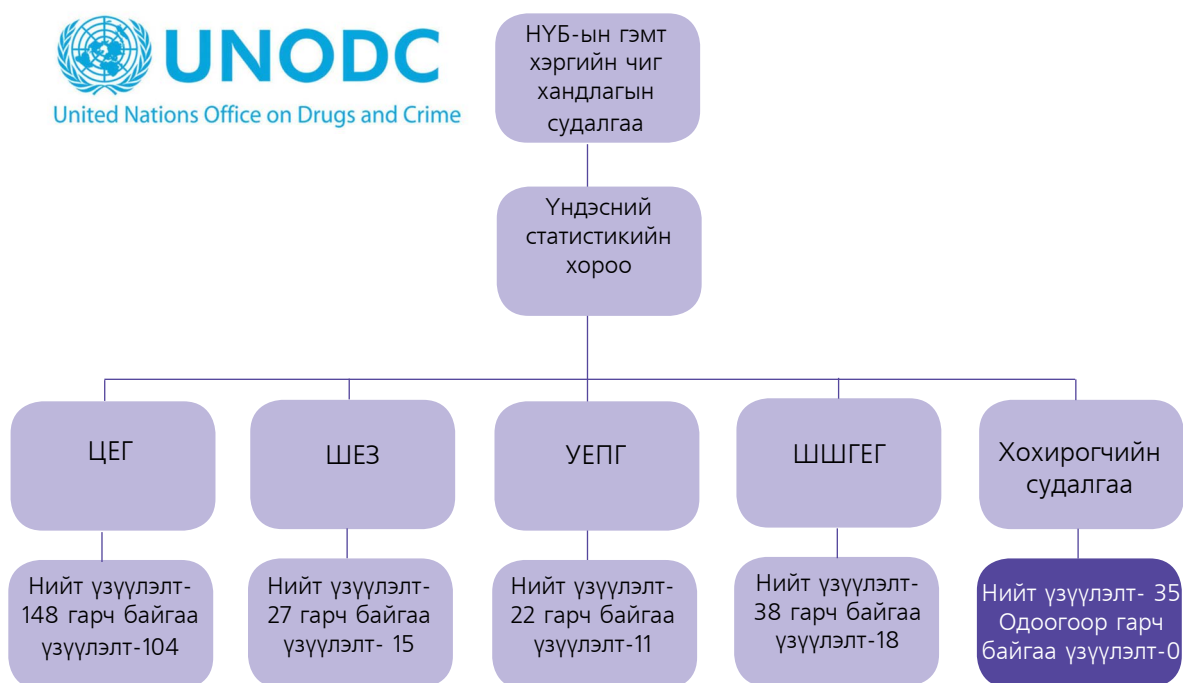 UNODC
United Nations Office on Drugs and Crime
НҮБ-ын гэмт
хэргийн чиг
хандлагын
судалгаа
Үндэсний
статистикийн
хороо
ЦЕГ
ШЕЗ
УЕПГ
ШШГЕГ
Хохирогчийн
судалгаа
Нийт үзүүлэлт-
148 гарч байгаа
үзүүлэлт-104
Нийт үзүүлэлт-
27 гарч байгаа
үзүүлэлт- 15
Нийт үзүүлэлт-
22 гарч байгаа
үзүүлэлт-11
Нийт үзүүлэлт-
38 гарч байгаа
үзүүлэлт-18
Нийт үзүүлэлт- 35
Одоогоор гарч
байгаа үзүүлэлт-0